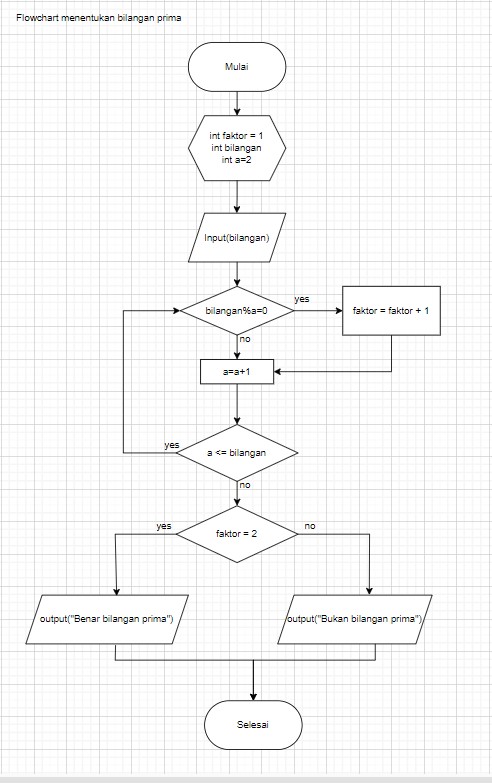 Flowchart menentukan bilangan prima
Mulai
int faktor = 1
int bilangan
int a=2
Input(bilangan)
bilangan%a=0
yes
faktor = faktor + 1
no
a=a+1
yes
a <= bilangan
no
yes
faktor = 2
no
output("Benar bilangan prima")
output("Bukan bilangan prima")
Selesai